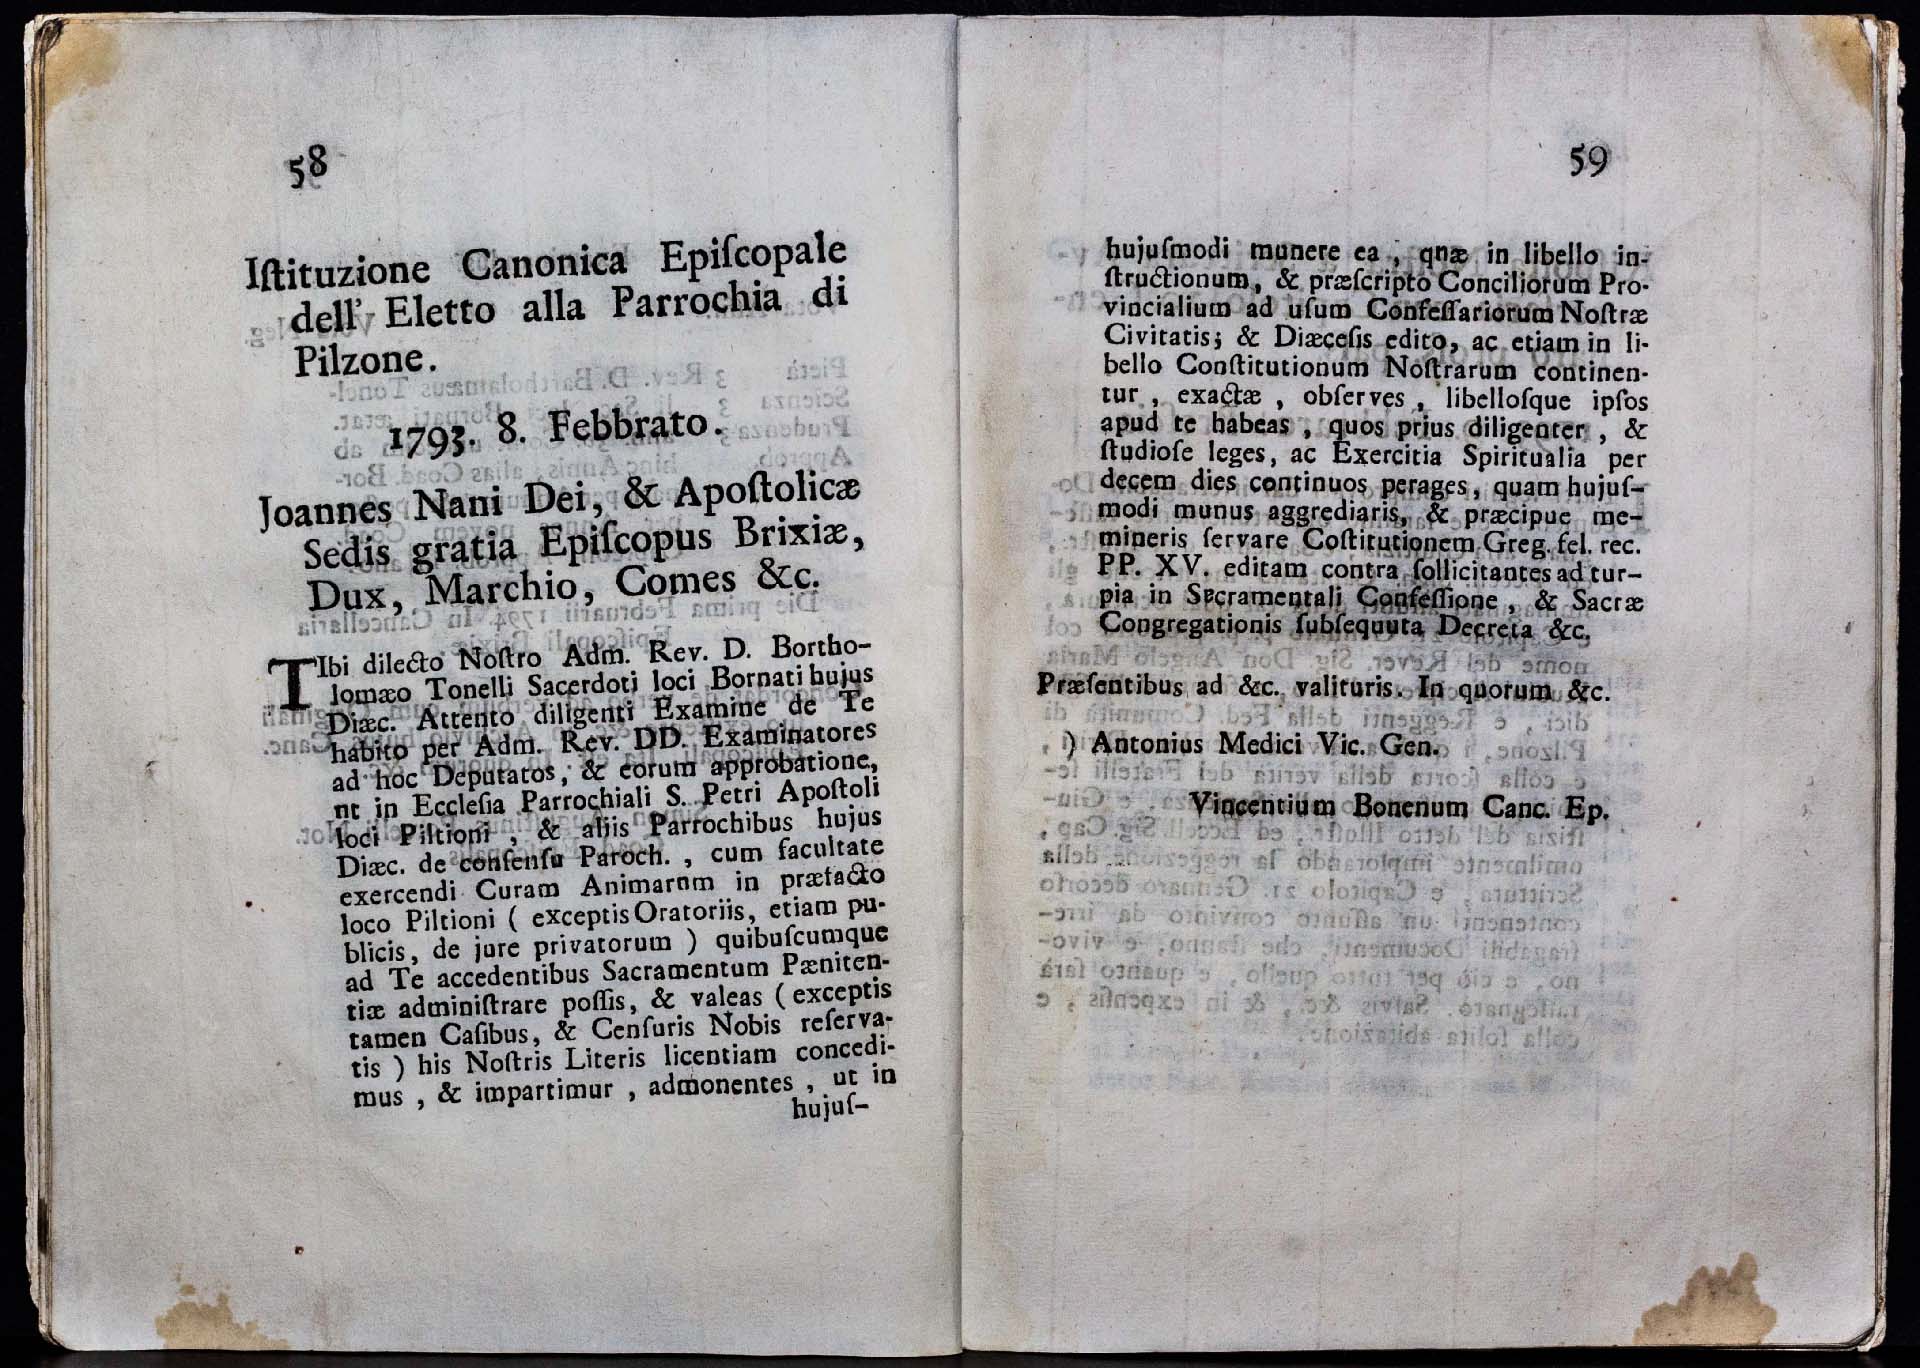 58
Iſtituzione Canonica Epiſcopale
dell' Eletto alla Parrochia di
Pilzone.
1793. 8. Febbrato.
Joannes Nani Dei, & Apoſtolicæ
Sedis gratia Epiſcopus Brixiæ,
Dux, Marchio, Comes &c.
TIbi dilecto Noſtro Adm. Rev. D. Bortho-
lomæo Tonelli Sacerdoti loci Bornati hujus
Diæc. Attento diligenti Examine de Te
habito per Adm. Rev. DD. Examinatores
ad hoc Deputatos, & eorum approbatione,
nt in Eccleſia Parrochiali S. Petri Apoſtoli
loci Piltioni, & aliis Parrochibus hujus
Diæc. de conſenſu Paroch., cum facultate
exercendi Curam Animarum in præfacto
loco Piltioni ( exceptis Oratoriis, etiam pu-
blicis, de jure privatorum ) quibuſcumque
ad Te accedentibus Sacramentum Pæniten-
tiæ adminiſtrare poſſis, & valeas ( exceptis
tamen Caſibus, & Cenſuris Nobis reſerva-
tis ) his Noſtris Literis licentiam concedi-
mus, & impartimur, admonentes, ut in
hujuſ-
59
hujuſmodi munere ea, qnæ in libello in-
ſtructionum, & præſcripto Conciliorum Pro-
vincialium ad uſum Confeſſariorum Noſtræ
Civitatis; & Diæceſis edito, ac etiam in li-
bello Conſtitutionum Noſtrarum continen-
tur, exactæ, obſerves, libelloſque ipſos
apud te habeas, quos prius diligenter, &
ſtudioſe leges, ac Exercitia Spiritualia per
decem dies continuos perages, quam hujuſ-
modi munus aggrediaris, & præcipue me-
mineris ſervare Coſtitutionem Greg. fel. rec.
PP. XV. editam contra ſollicitantes ad tur-
pia in Sacramentali Confeſſione, & Sacræ
Congregationis ſubſequuta Decreta &c.
Præſentibus ad &c. valituris. In quorum &c.
) Antonius Medici Vic. Gen.
Vincentium Bonenum Canc. Ep.